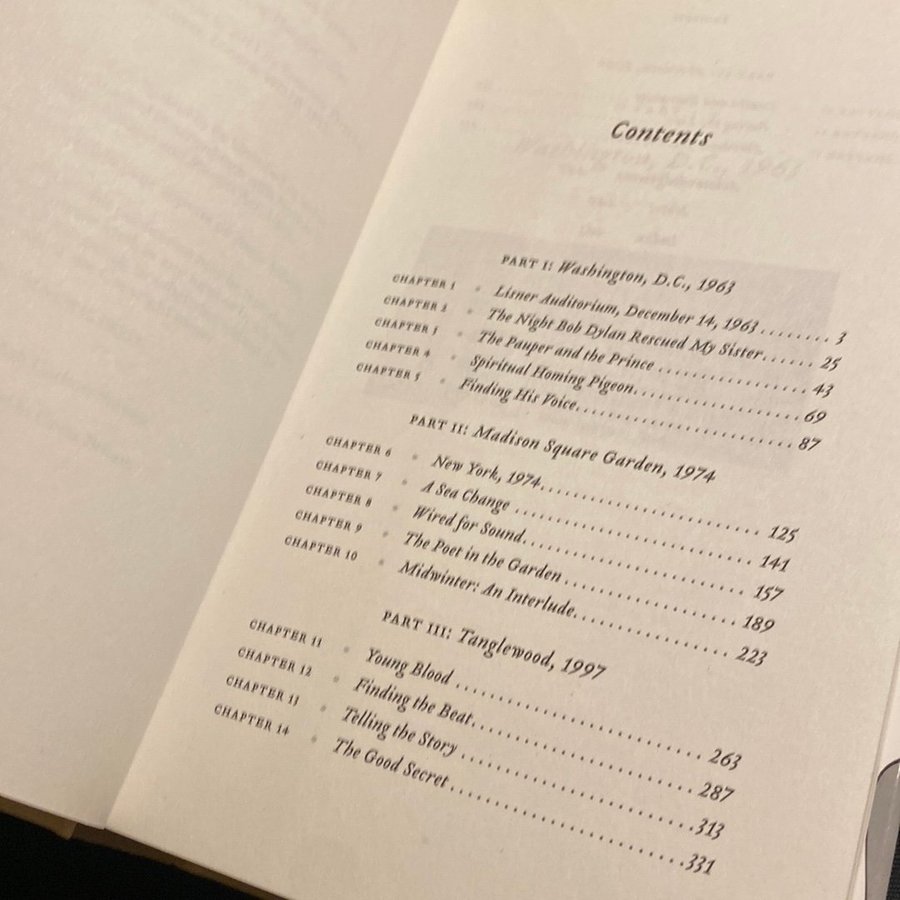 Contents
PART I: Washington, D.C., 1963
CHAPTER 1 • Lisner Auditorium, December 14, 1963 ........ 3
CHAPTER 2 • The Night Bob Dylan Rescued My Sister...... 25
CHAPTER 3 • The Pauper and the Prince .................. 43
CHAPTER 4 • Spiritual Homing Pigeon.................... 69
CHAPTER 5 • Finding His Voice.......................... 87
PART II: Madison Square Garden, 1974
CHAPTER 6 • New York, 1974.......................... 125
CHAPTER 7 • A Sea Change .......................... 141
CHAPTER 8 • Wired for Sound.......................... 157
CHAPTER 9 • The Poet in the Garden .................... 189
CHAPTER 10 • Midwinter: An Interlude.................. 223
PART III: Tanglewood, 1997
CHAPTER 11 • Young Blood .......................... 263
CHAPTER 12 • Finding the Beat.......................... 287
CHAPTER 13 • Telling the Story .......................... 313
CHAPTER 14 • The Good Secret .......................... 331